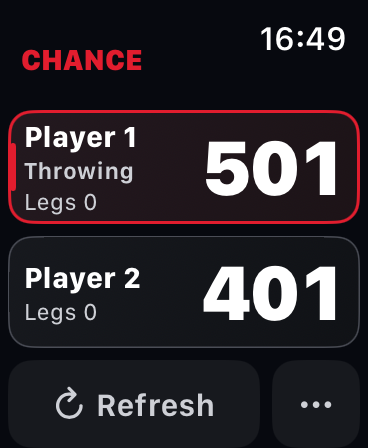 16:49
CHANCE
Player 1
Throwing
Legs 0
501
Player 2
Legs 0
401
Refresh
...